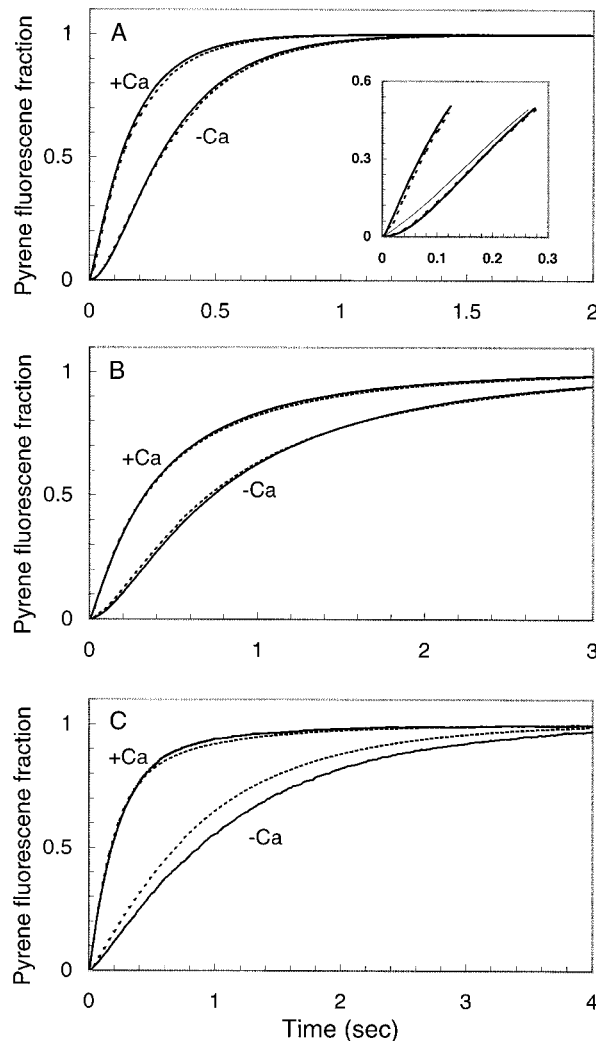 A
Pyrene fluorescene fraction
1
0.5
0
+Ca
-Ca
0.6
0.3
0
0 0.1 0.2 0.3
0 0.5 1 1.5 2
B
Pyrene fluorescene fraction
1
0.5
0
+Ca
-Ca
0 1 2 3
C
Pyrene fluorescene fraction
1
0.5
0
+Ca
-Ca
0 1 2 3 4
Time (sec)